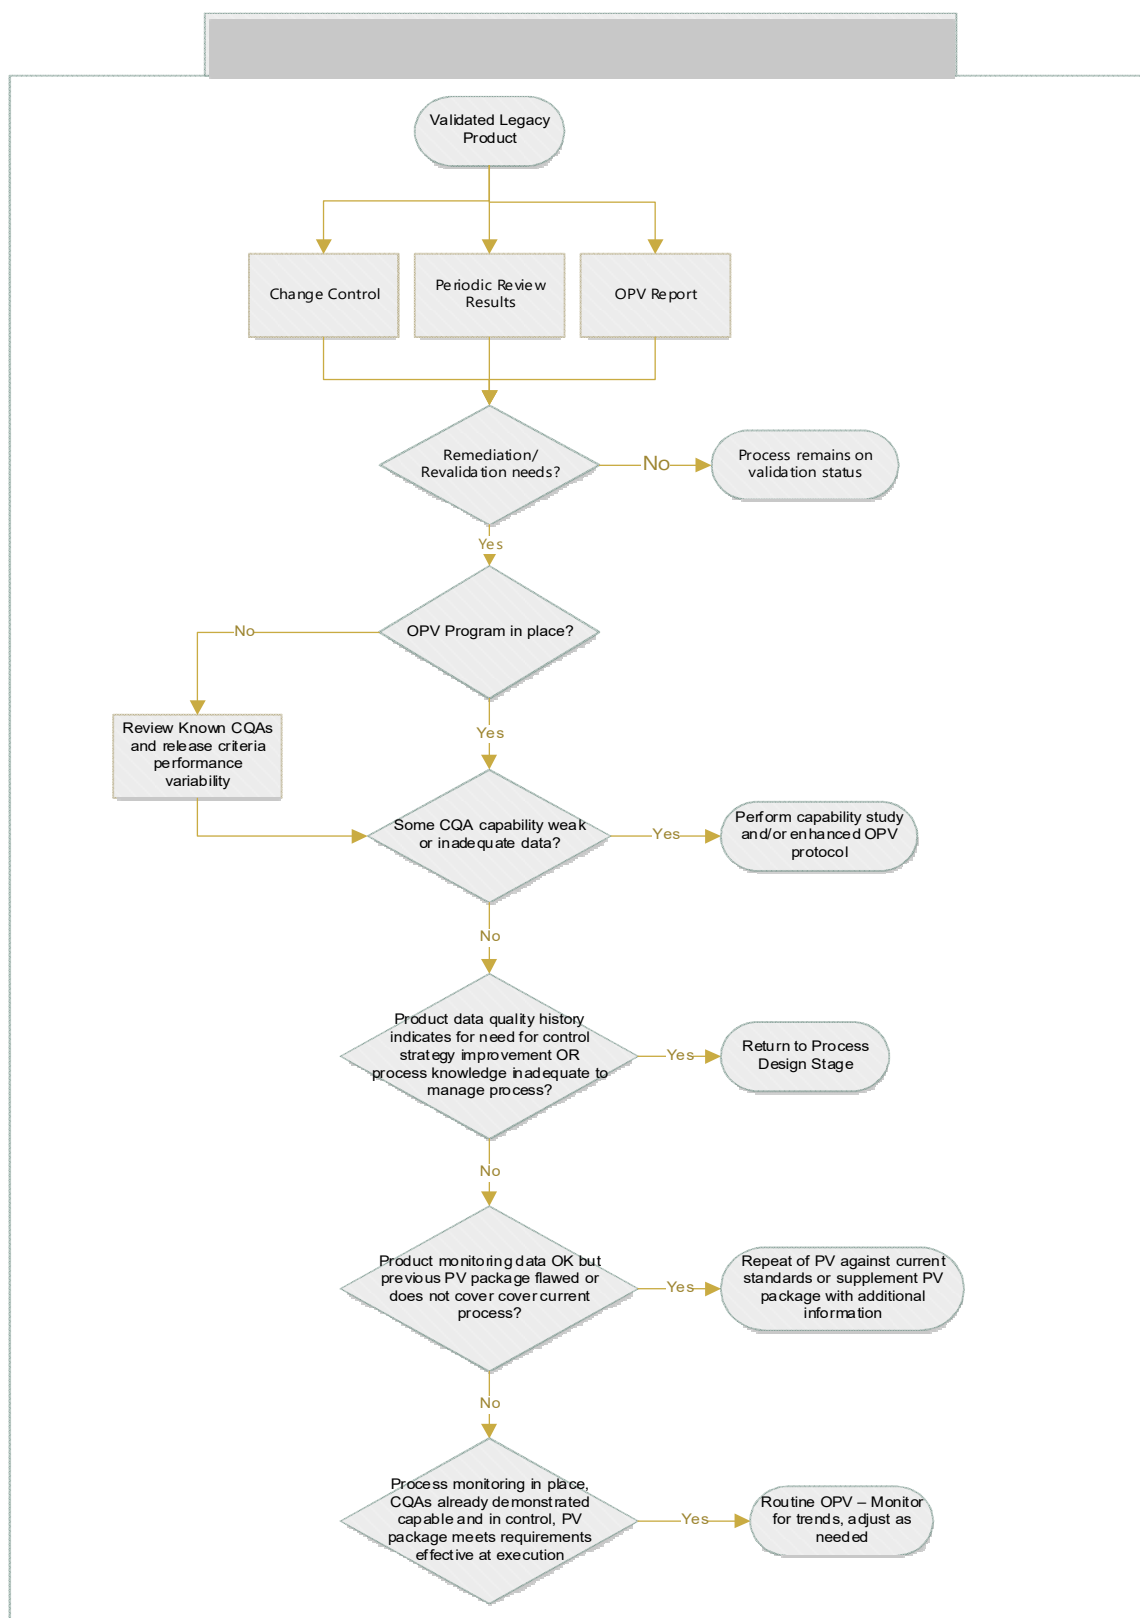 Validated Legacy
Product
Change Control
Periodic Review
Results
OPV Report
Remediation/
Revalidation needs?
No
Process remains on
validation status
Yes
OPV Program in place?
No
Review Known CQAs
and release criteria
performance
variability
Yes
Some CQA capability weak
or inadequate data?
Yes
Perform capability study
and/or enhanced OPV
protocol
No
Product data quality history
indicates for need for control
strategy improvement OR
process knowledge inadequate to
manage process?
Yes
Return to Process
Design Stage
No
Product monitoring data OK but
previous PV package flawed or
does not cover cover current
process?
Yes
Repeat of PV against current
standards or supplement PV
package with additional
information
No
Process monitoring in place,
CQAs already demonstrated
capable and in control, PV
package meets requirements
effective at execution
Yes
Routine OPV – Monitor
for trends, adjust as
needed